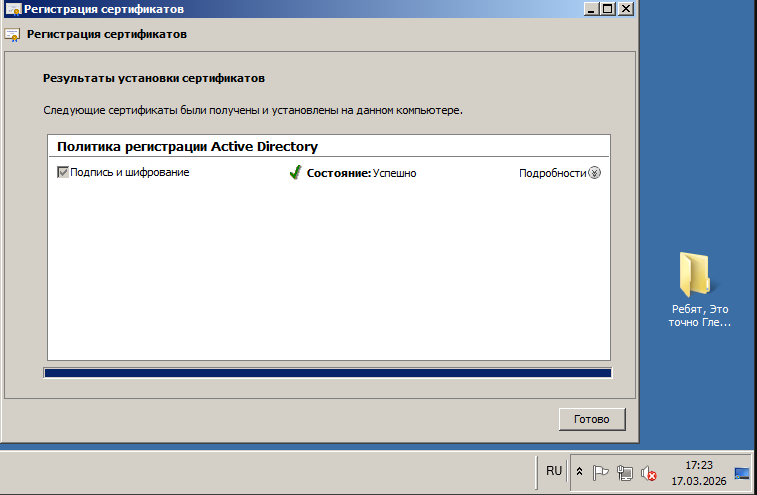 Регистрация сертификатов
Регистрация сертификатов
Результаты установки сертификатов
Следующие сертификаты были получены и установлены на данном компьютере.
Политика регистрации Active Directory
Подпись и шифрование Состояние: Успешно Подробности
Ребят, Это
точно Гле...
Готово
RU 17:23
17.03.2026